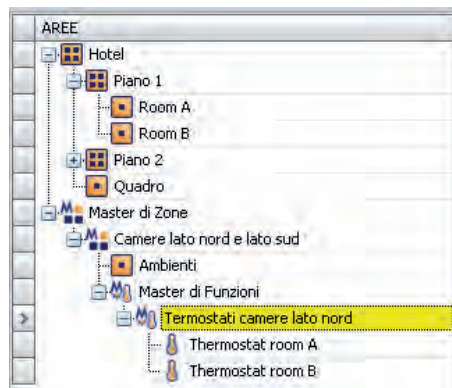 AREE
Hotel
Piano 1
Room A
Room B
Piano 2
Quadro
Master di Zone
Camere lato nord e lato sud
Ambienti
Master di Funzioni
Termostati camere lato nord
Thermostat room A
Thermostat room B